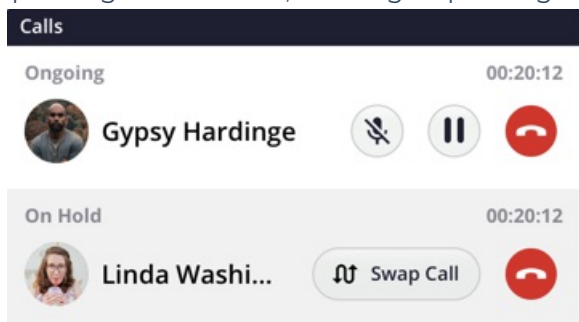 Calls
Ongoing 00:20:12
Gypsy Hardinge
On Hold 00:20:12
Linda Washi... Swap Call